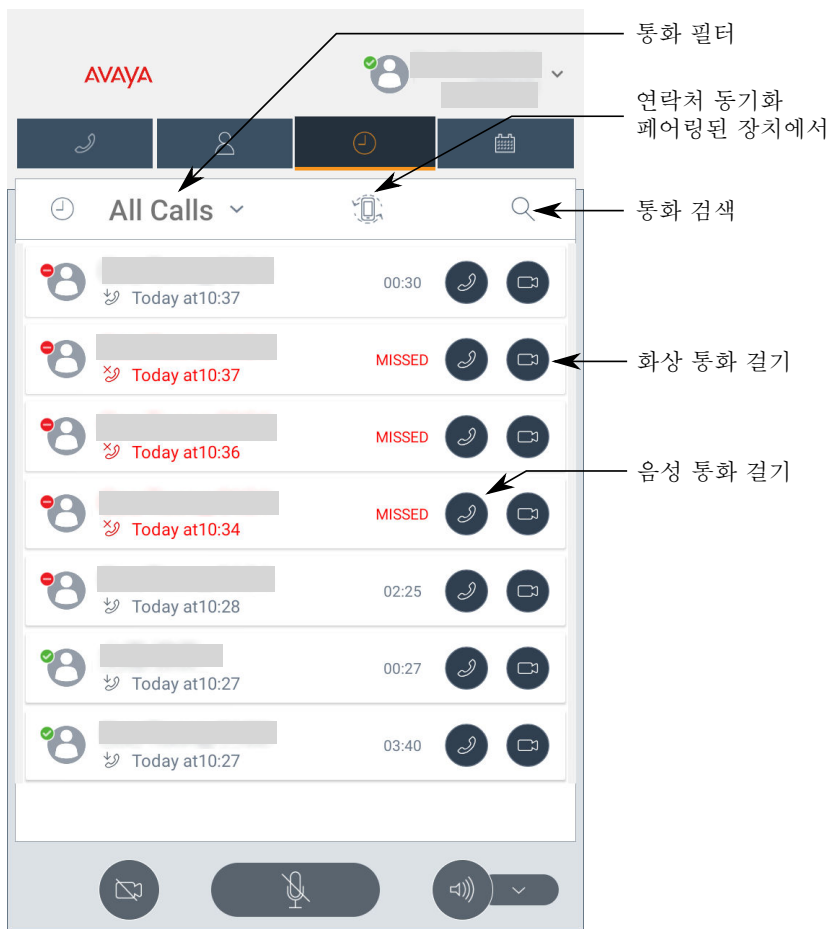 통화 필터
AVAYA
연락처 동기화
페어링된 장치에서
All Calls
통화 검색
00:30
Today at10:37
MISSED
화상 통화 걸기
Today at10:37
MISSED
Today at10:36
음성 통화 걸기
MISSED
Today at10:34
02:25
Today at10:28
00:27
Today at10:27
03:40
Today at10:27